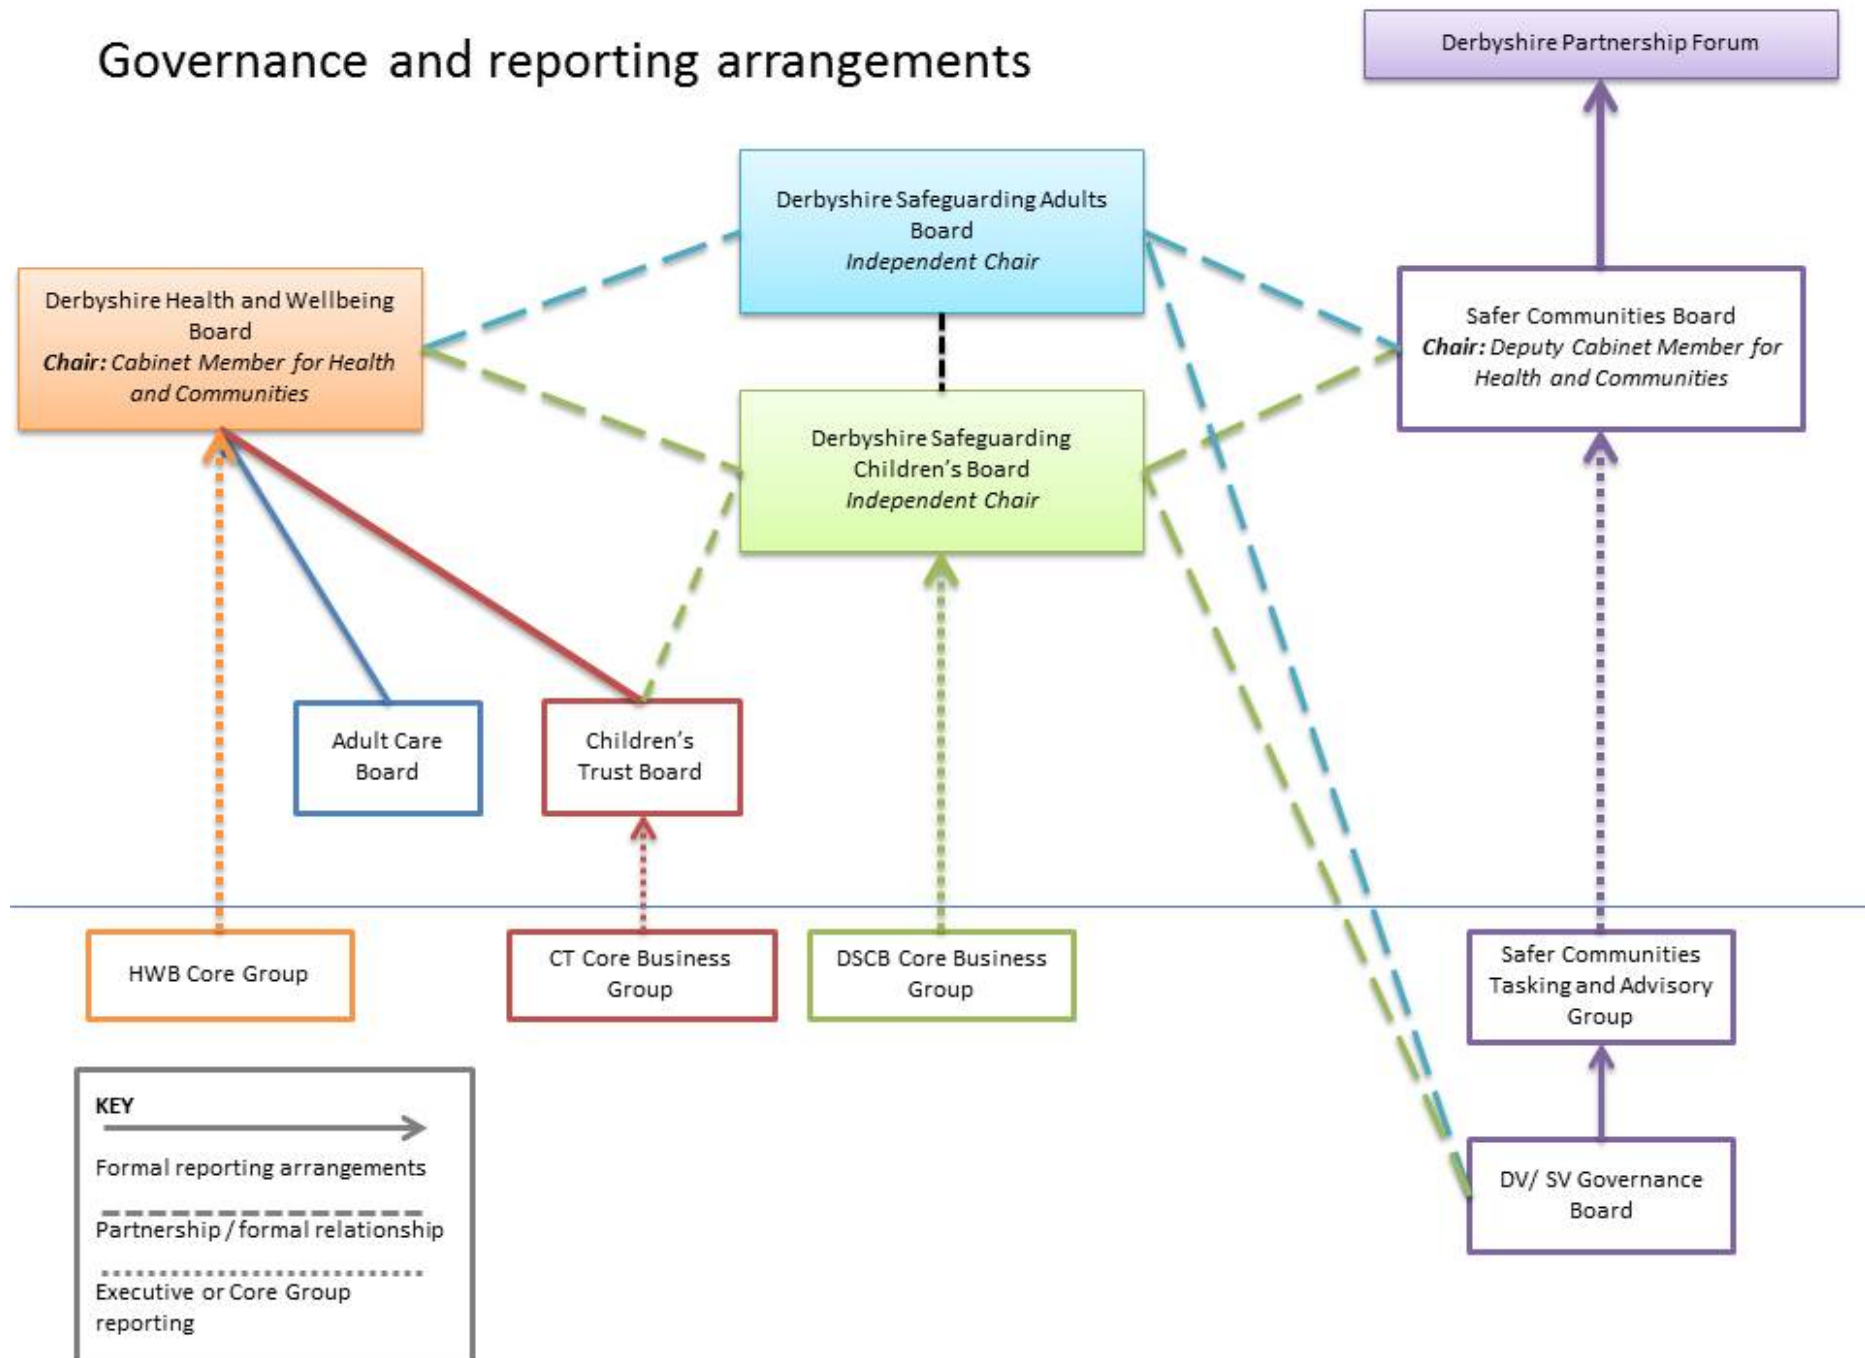 Governance and reporting arrangements
Derbyshire Partnership Forum
Derbyshire Safeguarding Adults
Board
Independent Chair
Derbyshire Health and Wellbeing
Board
Chair: Cabinet Member for Health
and Communities
Safer Communities Board
Chair: Deputy Cabinet Member for
Health and Communities
Derbyshire Safeguarding
Children's Board
Independent Chair
Adult Care
Board
Children's
Trust Board
HWB Core Group
CT Core Business
Group
DSCB Core Business
Group
Safer Communities
Tasking and Advisory
Group
DV/ SV Governance
Board
KEY
Formal reporting arrangements
Partnership / formal relationship
Executive or Core Group
reporting